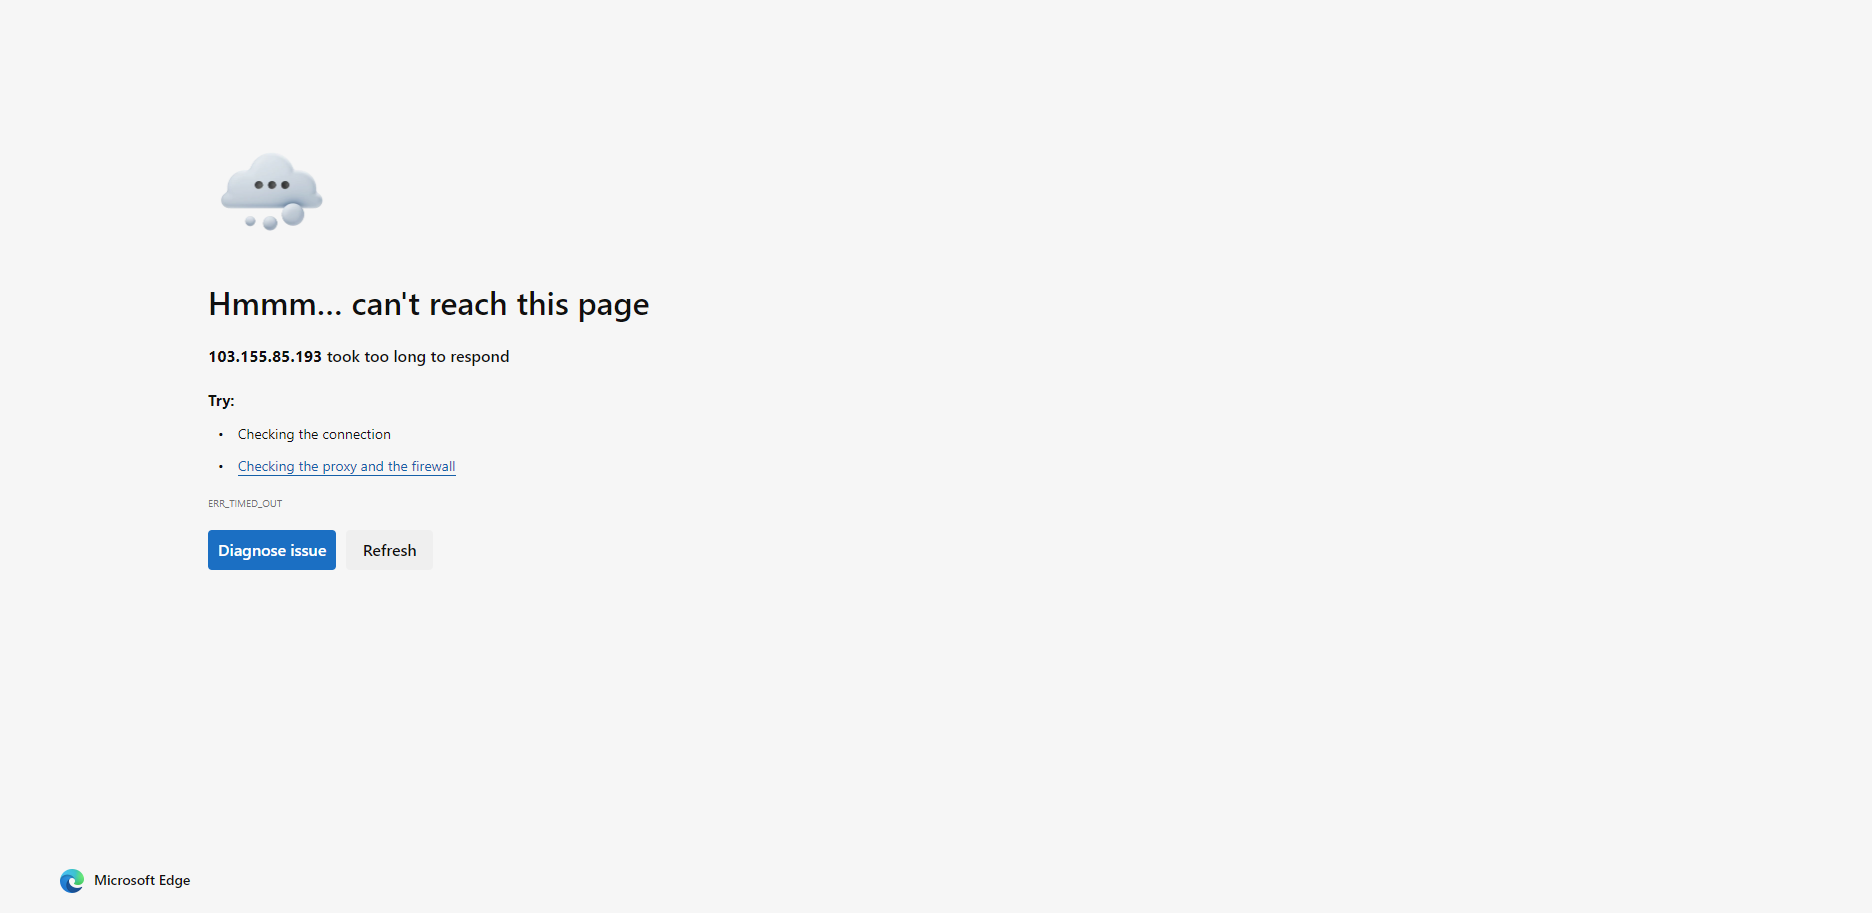 Hmmm... can't reach this page
103.155.85.193 took too long to respond
Try:
• Checking the connection
• Checking the proxy and the firewall
ERR_TIMED_OUT
Diagnose issue
Refresh
Microsoft Edge